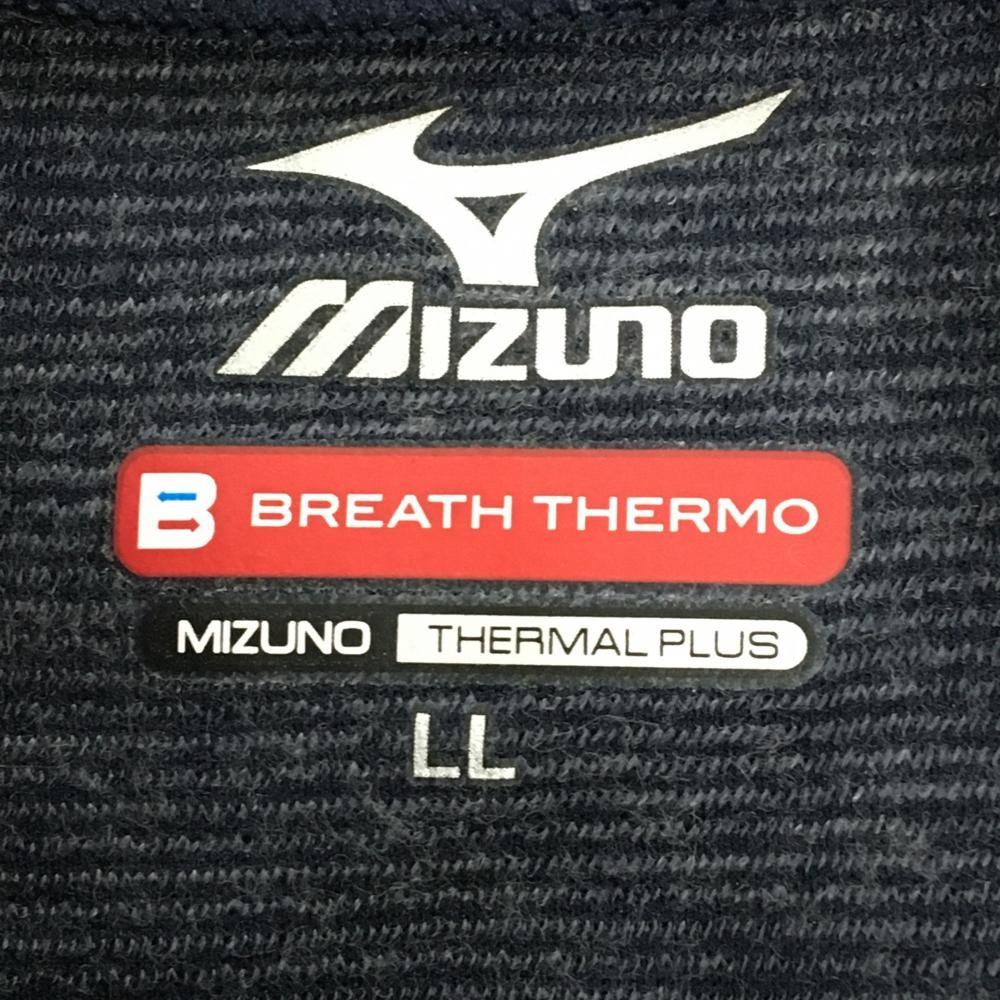 MIZUNO
B BREATH THERMO
MIZUNO THERMAL PLUS
LL